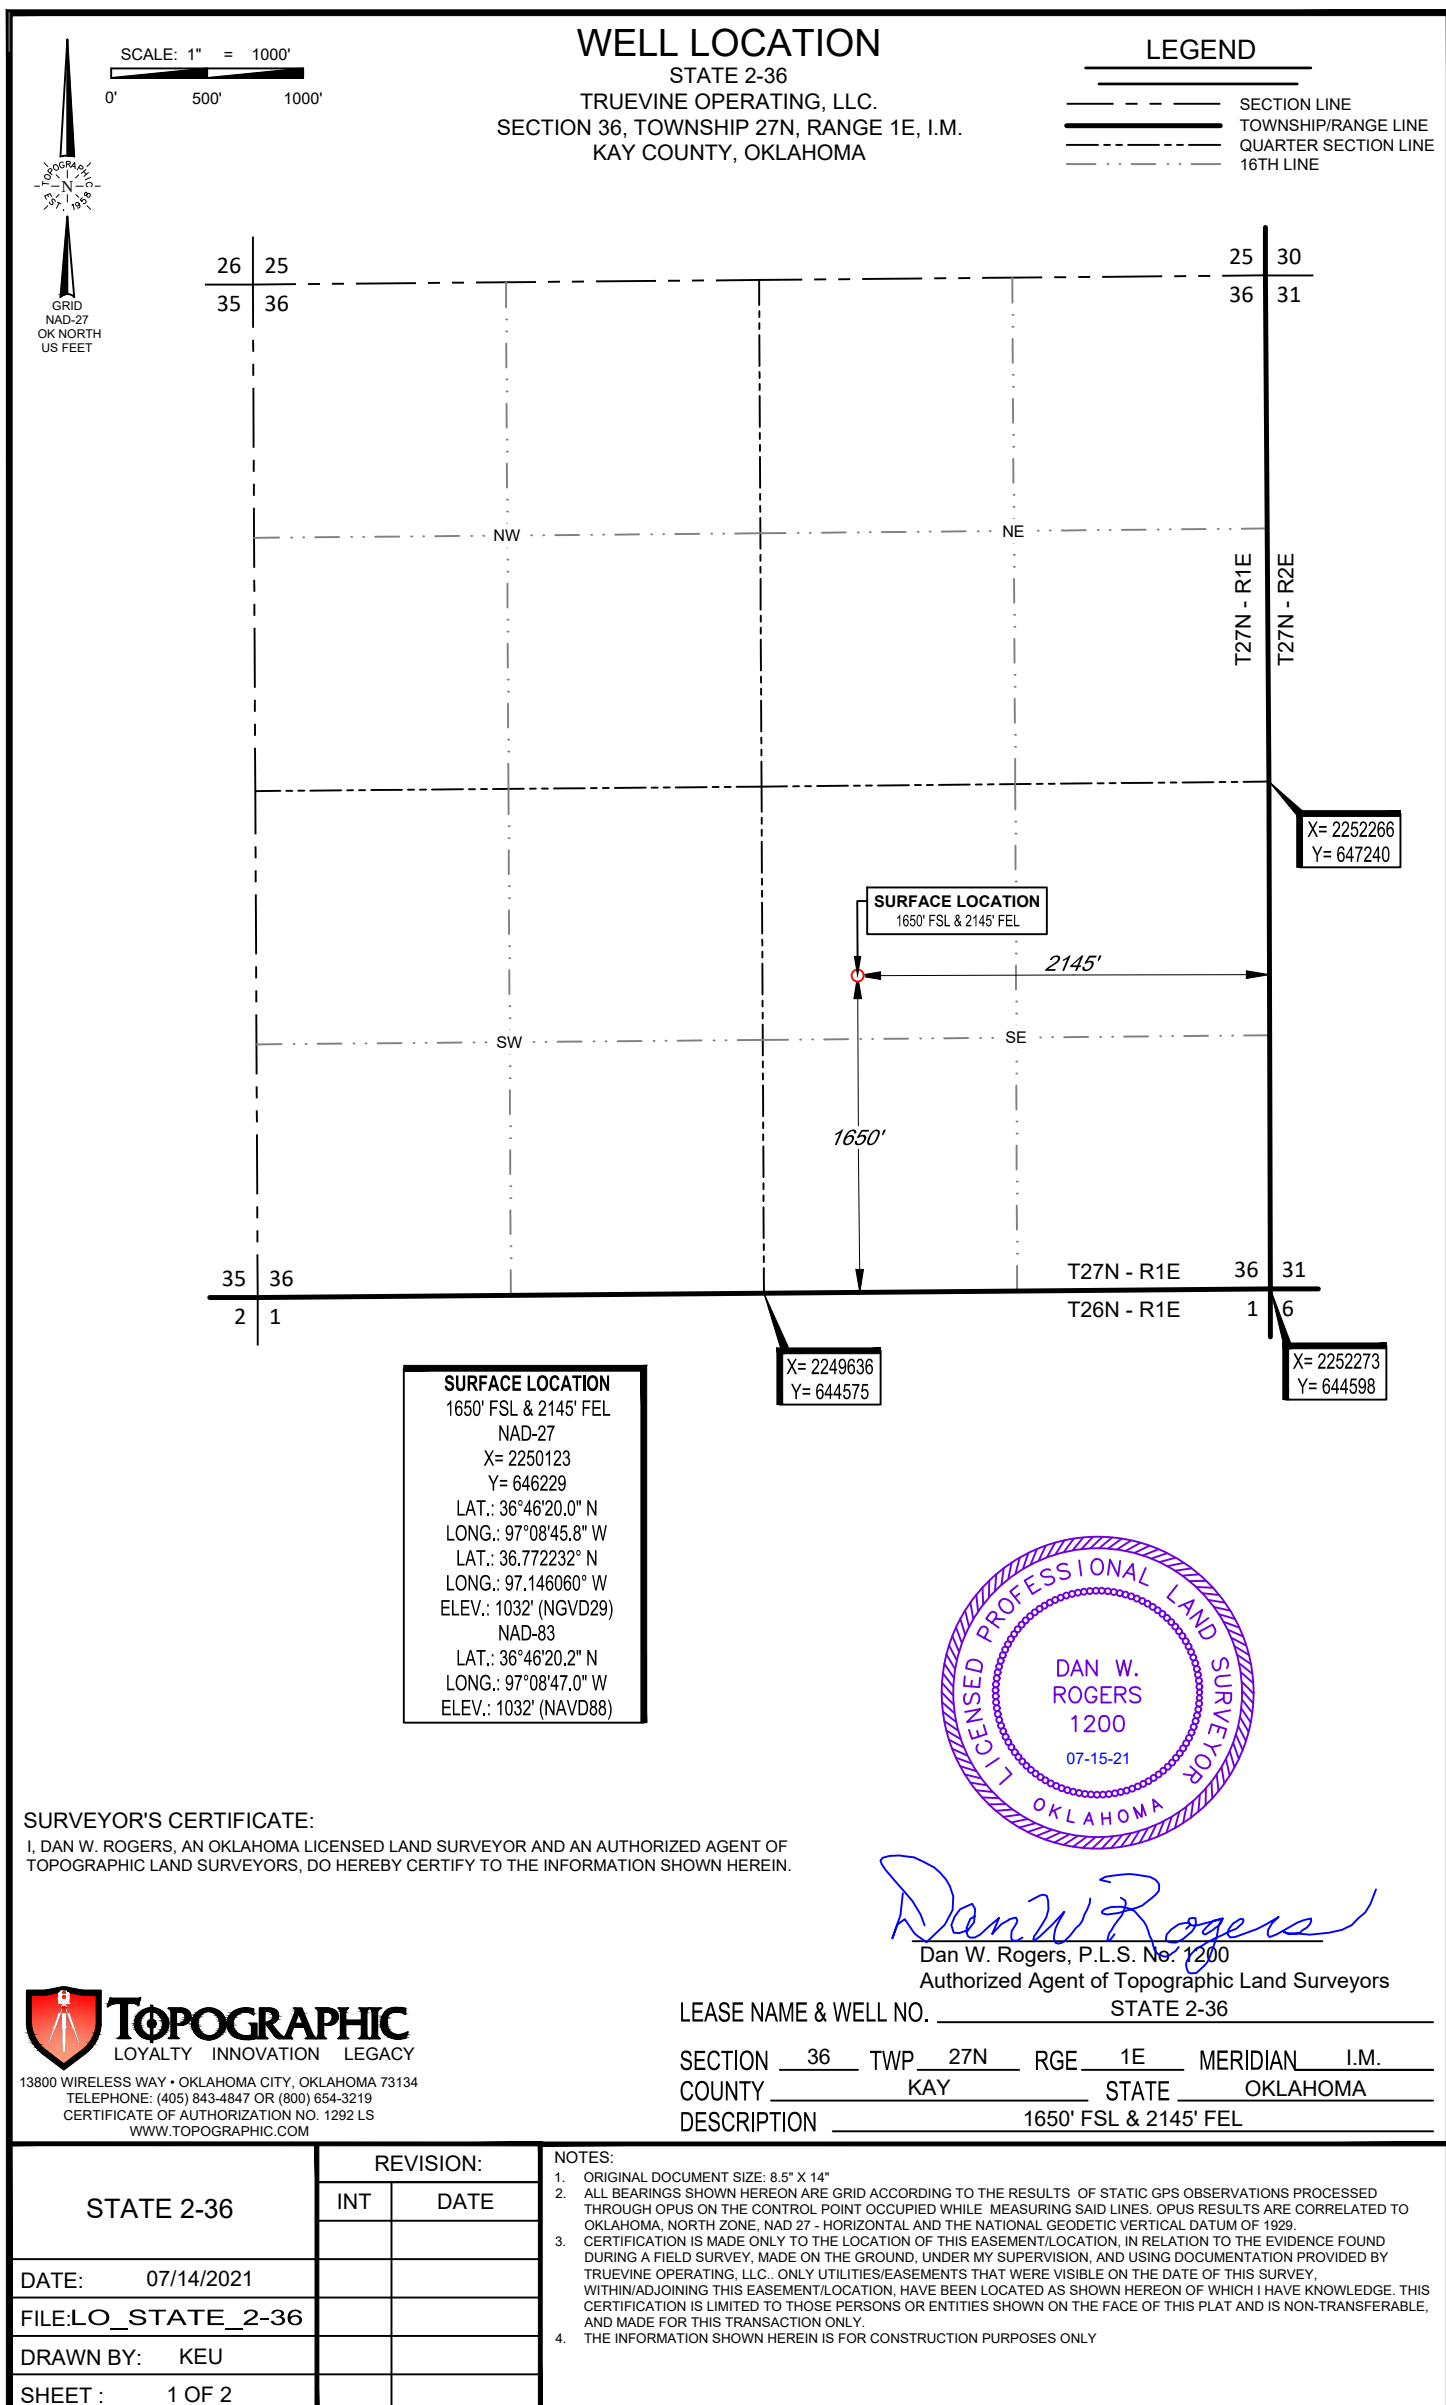 SCALE: 1" = 1000'
0' 500' 1000'
TOPOGRAPHIC
N
EST. 1958
GRID
NAD-27
OK NORTH
US FEET
WELL LOCATION
STATE 2-36
TRUEVINE OPERATING, LLC.
SECTION 36, TOWNSHIP 27N, RANGE 1E, I.M.
KAY COUNTY, OKLAHOMA
LEGEND
SECTION LINE
TOWNSHIP/RANGE LINE
QUARTER SECTION LINE
16TH LINE
26 25
35 36
25 30
36 31
NW
NE
T27N - R1E
T27N - R2E
X= 2252266
Y= 647240
SURFACE LOCATION
1650' FSL & 2145' FEL
2145'
SW
SE
1650'
35 36
2 1
T27N - R1E 36 31
T26N - R1E 1 6
X= 2249636
Y= 644575
X= 2252273
Y= 644598
SURFACE LOCATION
1650' FSL & 2145' FEL
NAD-27
X= 2250123
Y= 646229
LAT.: 36°46'20.0" N
LONG.: 97°08'45.8" W
LAT.: 36.772232° N
LONG.: 97.146060° W
ELEV.: 1032' (NGVD29)
NAD-83
LAT.: 36°46'20.2" N
LONG.: 97°08'47.0" W
ELEV.: 1032' (NAVD88)
LICENSED PROFESSIONAL LAND SURVEYOR
DAN W.
ROGERS
1200
07-15-21
OKLAHOMA
SURVEYOR'S CERTIFICATE:
I, DAN W. ROGERS, AN OKLAHOMA LICENSED LAND SURVEYOR AND AN AUTHORIZED AGENT OF
TOPOGRAPHIC LAND SURVEYORS, DO HEREBY CERTIFY TO THE INFORMATION SHOWN HEREIN.
Dan W Rogers
Dan W. Rogers, P.L.S. No. 1200
Authorized Agent of Topographic Land Surveyors
TOPOGRAPHIC
LOYALTY INNOVATION LEGACY
13800 WIRELESS WAY • OKLAHOMA CITY, OKLAHOMA 73134
TELEPHONE: (405) 843-4847 OR (800) 654-3219
CERTIFICATE OF AUTHORIZATION NO. 1292 LS
WWW.TOPOGRAPHIC.COM
LEASE NAME & WELL NO. STATE 2-36
SECTION 36 TWP 27N RGE 1E MERIDIAN I.M.
COUNTY KAY STATE OKLAHOMA
DESCRIPTION 1650' FSL & 2145' FEL
STATE 2-36
REVISION:
INT DATE
DATE: 07/14/2021
FILE:LO_STATE_2-36
DRAWN BY: KEU
SHEET : 1 OF 2
NOTES:
1. ORIGINAL DOCUMENT SIZE: 8.5" X 14"
2. ALL BEARINGS SHOWN HEREON ARE GRID ACCORDING TO THE RESULTS OF STATIC GPS OBSERVATIONS PROCESSED
THROUGH OPUS ON THE CONTROL POINT OCCUPIED WHILE MEASURING SAID LINES. OPUS RESULTS ARE CORRELATED TO
OKLAHOMA, NORTH ZONE, NAD 27 - HORIZONTAL AND THE NATIONAL GEODETIC VERTICAL DATUM OF 1929.
3. CERTIFICATION IS MADE ONLY TO THE LOCATION OF THIS EASEMENT/LOCATION, IN RELATION TO THE EVIDENCE FOUND
DURING A FIELD SURVEY, MADE ON THE GROUND, UNDER MY SUPERVISION, AND USING DOCUMENTATION PROVIDED BY
TRUEVINE OPERATING, LLC.. ONLY UTILITIES/EASEMENTS THAT WERE VISIBLE ON THE DATE OF THIS SURVEY,
WITHIN/ADJOINING THIS EASEMENT/LOCATION, HAVE BEEN LOCATED AS SHOWN HEREON OF WHICH I HAVE KNOWLEDGE. THIS
CERTIFICATION IS LIMITED TO THOSE PERSONS OR ENTITIES SHOWN ON THE FACE OF THIS PLAT AND IS NON-TRANSFERABLE,
AND MADE FOR THIS TRANSACTION ONLY.
4. THE INFORMATION SHOWN HEREIN IS FOR CONSTRUCTION PURPOSES ONLY